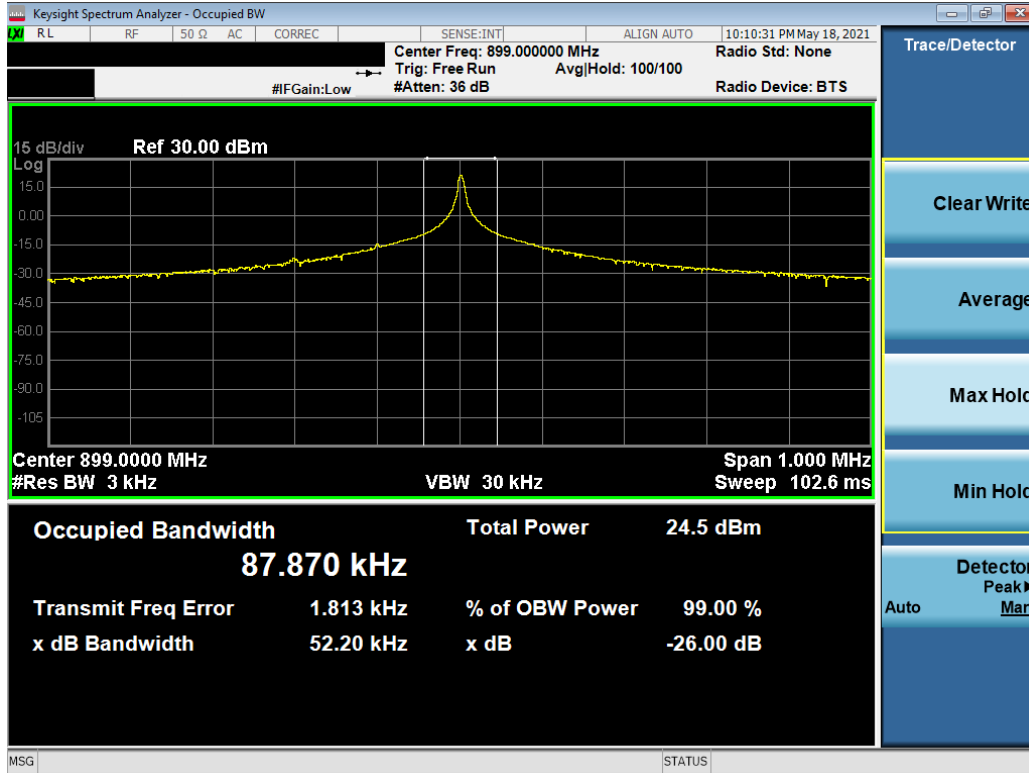 Keysight Spectrum Analyzer - Occupied BW
LXI RL RF 50 Ω AC CORREC SENSE:INT ALIGN AUTO 10:10:31 PM May 18, 2021
Center Freq: 899.000000 MHz Radio Std: None
Trig: Free Run Avg|Hold: 100/100
#IFGain:Low #Atten: 36 dB Radio Device: BTS
15 dB/div Ref 30.00 dBm
Log
15.0
0.00
-15.0
-30.0
-45.0
-60.0
-75.0
-90.0
-105
Center 899.0000 MHz Span 1.000 MHz
#Res BW 3 kHz VBW 30 kHz Sweep 102.6 ms
Occupied Bandwidth Total Power 24.5 dBm
87.870 kHz
Transmit Freq Error 1.813 kHz % of OBW Power 99.00 %
x dB Bandwidth 52.20 kHz x dB -26.00 dB
MSG STATUS
Trace/Detector
Clear Write
Average
Max Hold
Min Hold
Detector
Peak▶
Auto Man